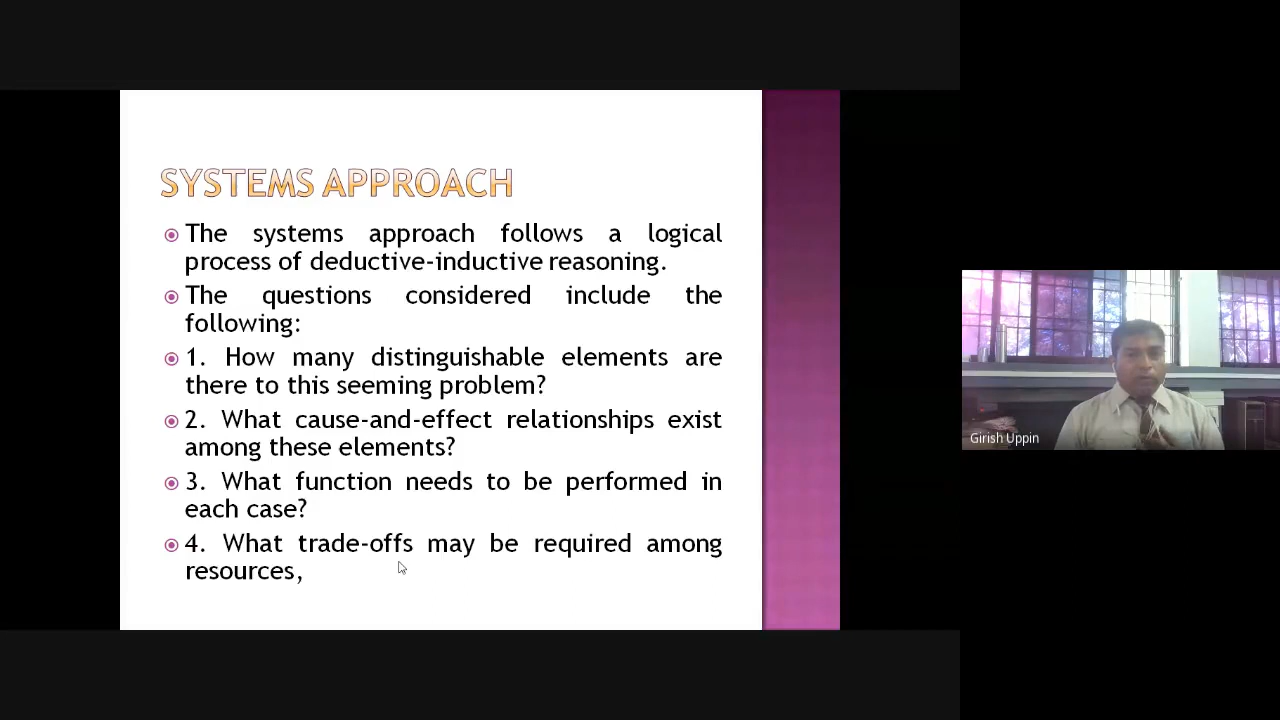 SYSTEMS APPROACH
The systems approach follows a logical
process of deductive-inductive reasoning.
The questions considered include the
following:
1. How many distinguishable elements are
there to this seeming problem?
2. What cause-and-effect relationships exist
among these elements?
3. What function needs to be performed in
each case?
4. What trade-offs may be required among
resources,
Girish Uppin